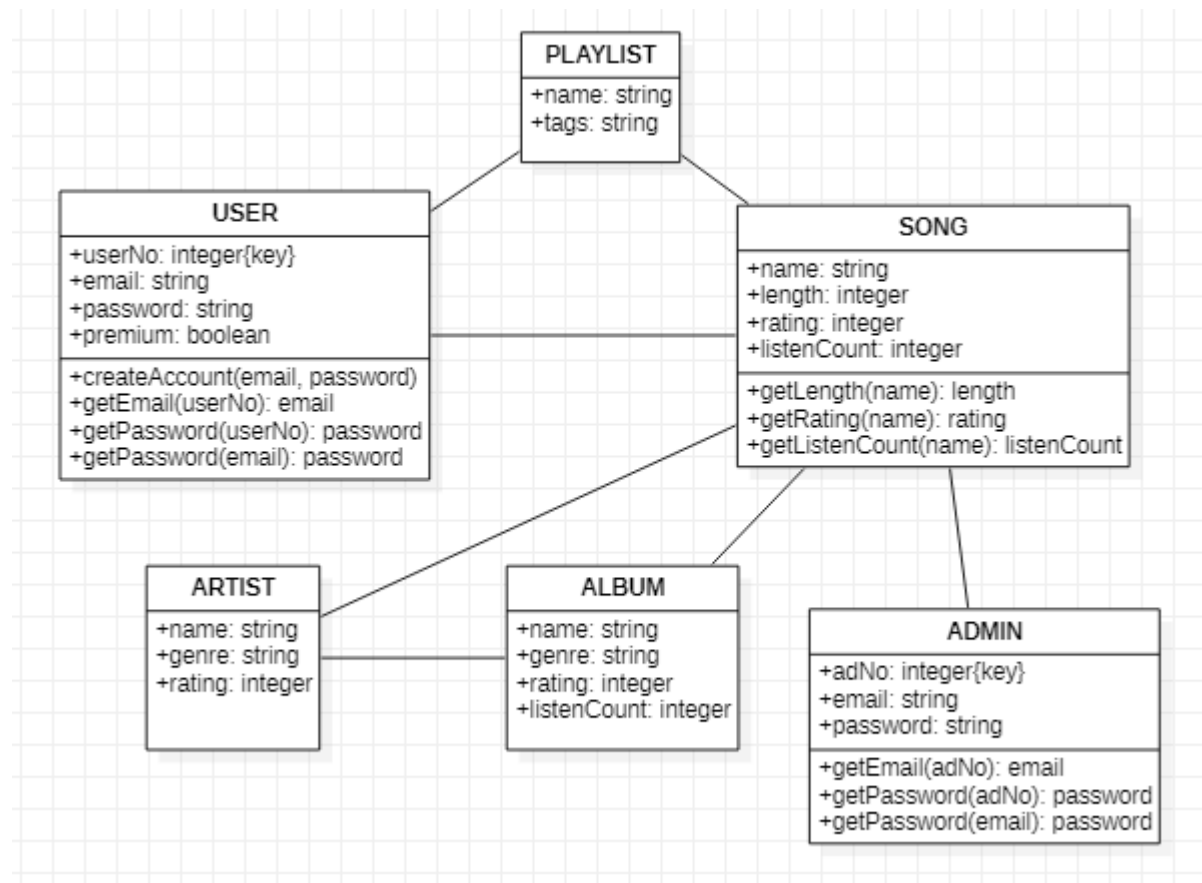 PLAYLIST
+name: string
+tags: string
USER
+userNo: integer{key}
+email: string
+password: string
+premium: boolean
+createAccount(email, password)
+getEmail(userNo): email
+getPassword(userNo): password
+getPassword(email): password
SONG
+name: string
+length: integer
+rating: integer
+listenCount: integer
+getLength(name): length
+getRating(name): rating
+getListenCount(name): listenCount
ARTIST
+name: string
+genre: string
+rating: integer
ALBUM
+name: string
+genre: string
+rating: integer
+listenCount: integer
ADMIN
+adNo: integer{key}
+email: string
+password: string
+getEmail(adNo): email
+getPassword(adNo): password
+getPassword(email): password